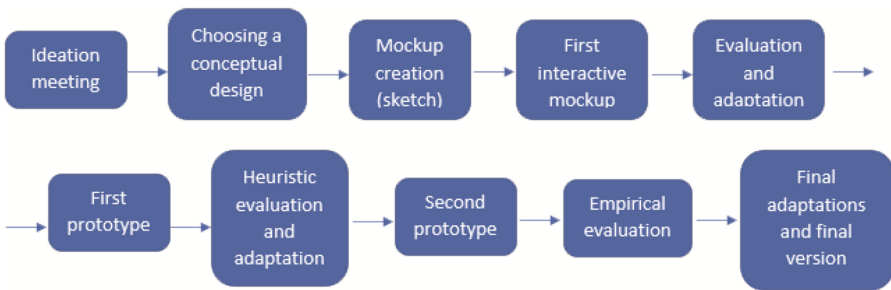 Ideation
meeting
Choosing a
conceptual
design
Mockup
creation
(sketch)
First
interactive
mockup
Evaluation
and
adaptation
First
prototype
Heuristic
evaluation
and
adaptation
Second
prototype
Empirical
evaluation
Final
adaptations
and final
version